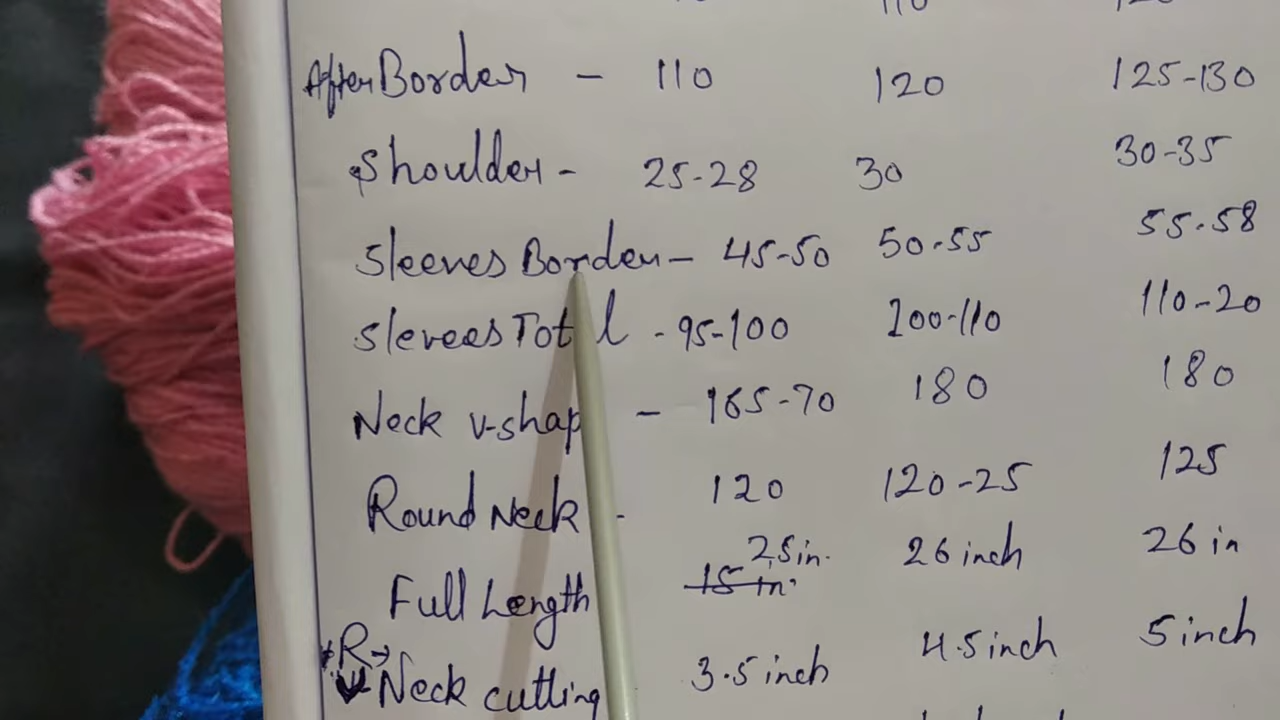 110
After Border - 110 120 125-130
Shoulder - 25-28 30 30-35
Sleeves Border - 45-50 50-55 55-58
Slevees Total - 95-100 100-110 110-20
Neck v-shap - 165-70 180 180
Round Neck - 120 120-25 125
Full Length 15 in. 25 in. 26 inch 26 in
R→
Neck cutting 3.5 inch 4.5 inch 5 inch